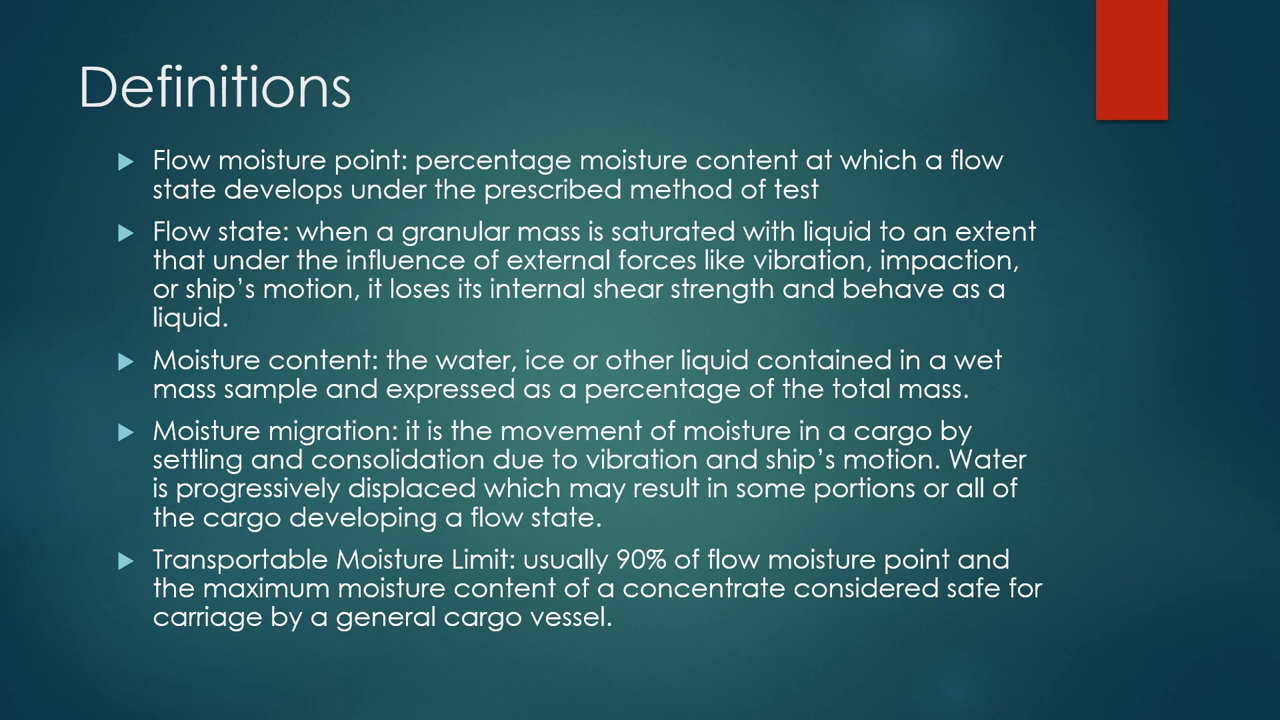 Definitions
Flow moisture point: percentage moisture content at which a flow
state develops under the prescribed method of test
Flow state: when a granular mass is saturated with liquid to an extent
that under the influence of external forces like vibration, impaction,
or ship’s motion, it loses its internal shear strength and behave as a
liquid.
Moisture content: the water, ice or other liquid contained in a wet
mass sample and expressed as a percentage of the total mass.
Moisture migration: it is the movement of moisture in a cargo by
settling and consolidation due to vibration and ship’s motion. Water
is progressively displaced which may result in some portions or all of
the cargo developing a flow state.
Transportable Moisture Limit: usually 90% of flow moisture point and
the maximum moisture content of a concentrate considered safe for
carriage by a general cargo vessel.